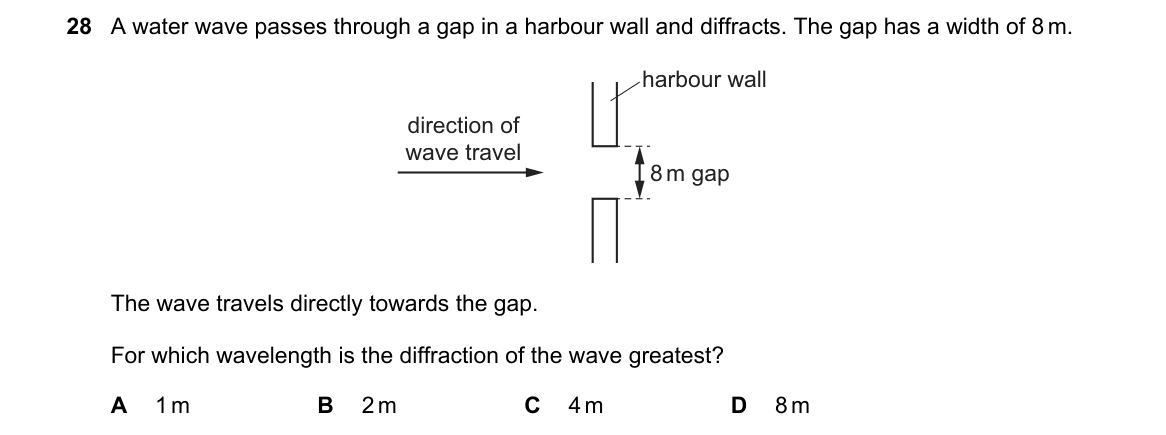 28 A water wave passes through a gap in a harbour wall and diffracts. The gap has a width of 8 m.
harbour wall
direction of
wave travel
8 m gap
The wave travels directly towards the gap.
For which wavelength is the diffraction of the wave greatest?
A 1 m B 2 m C 4 m D 8 m